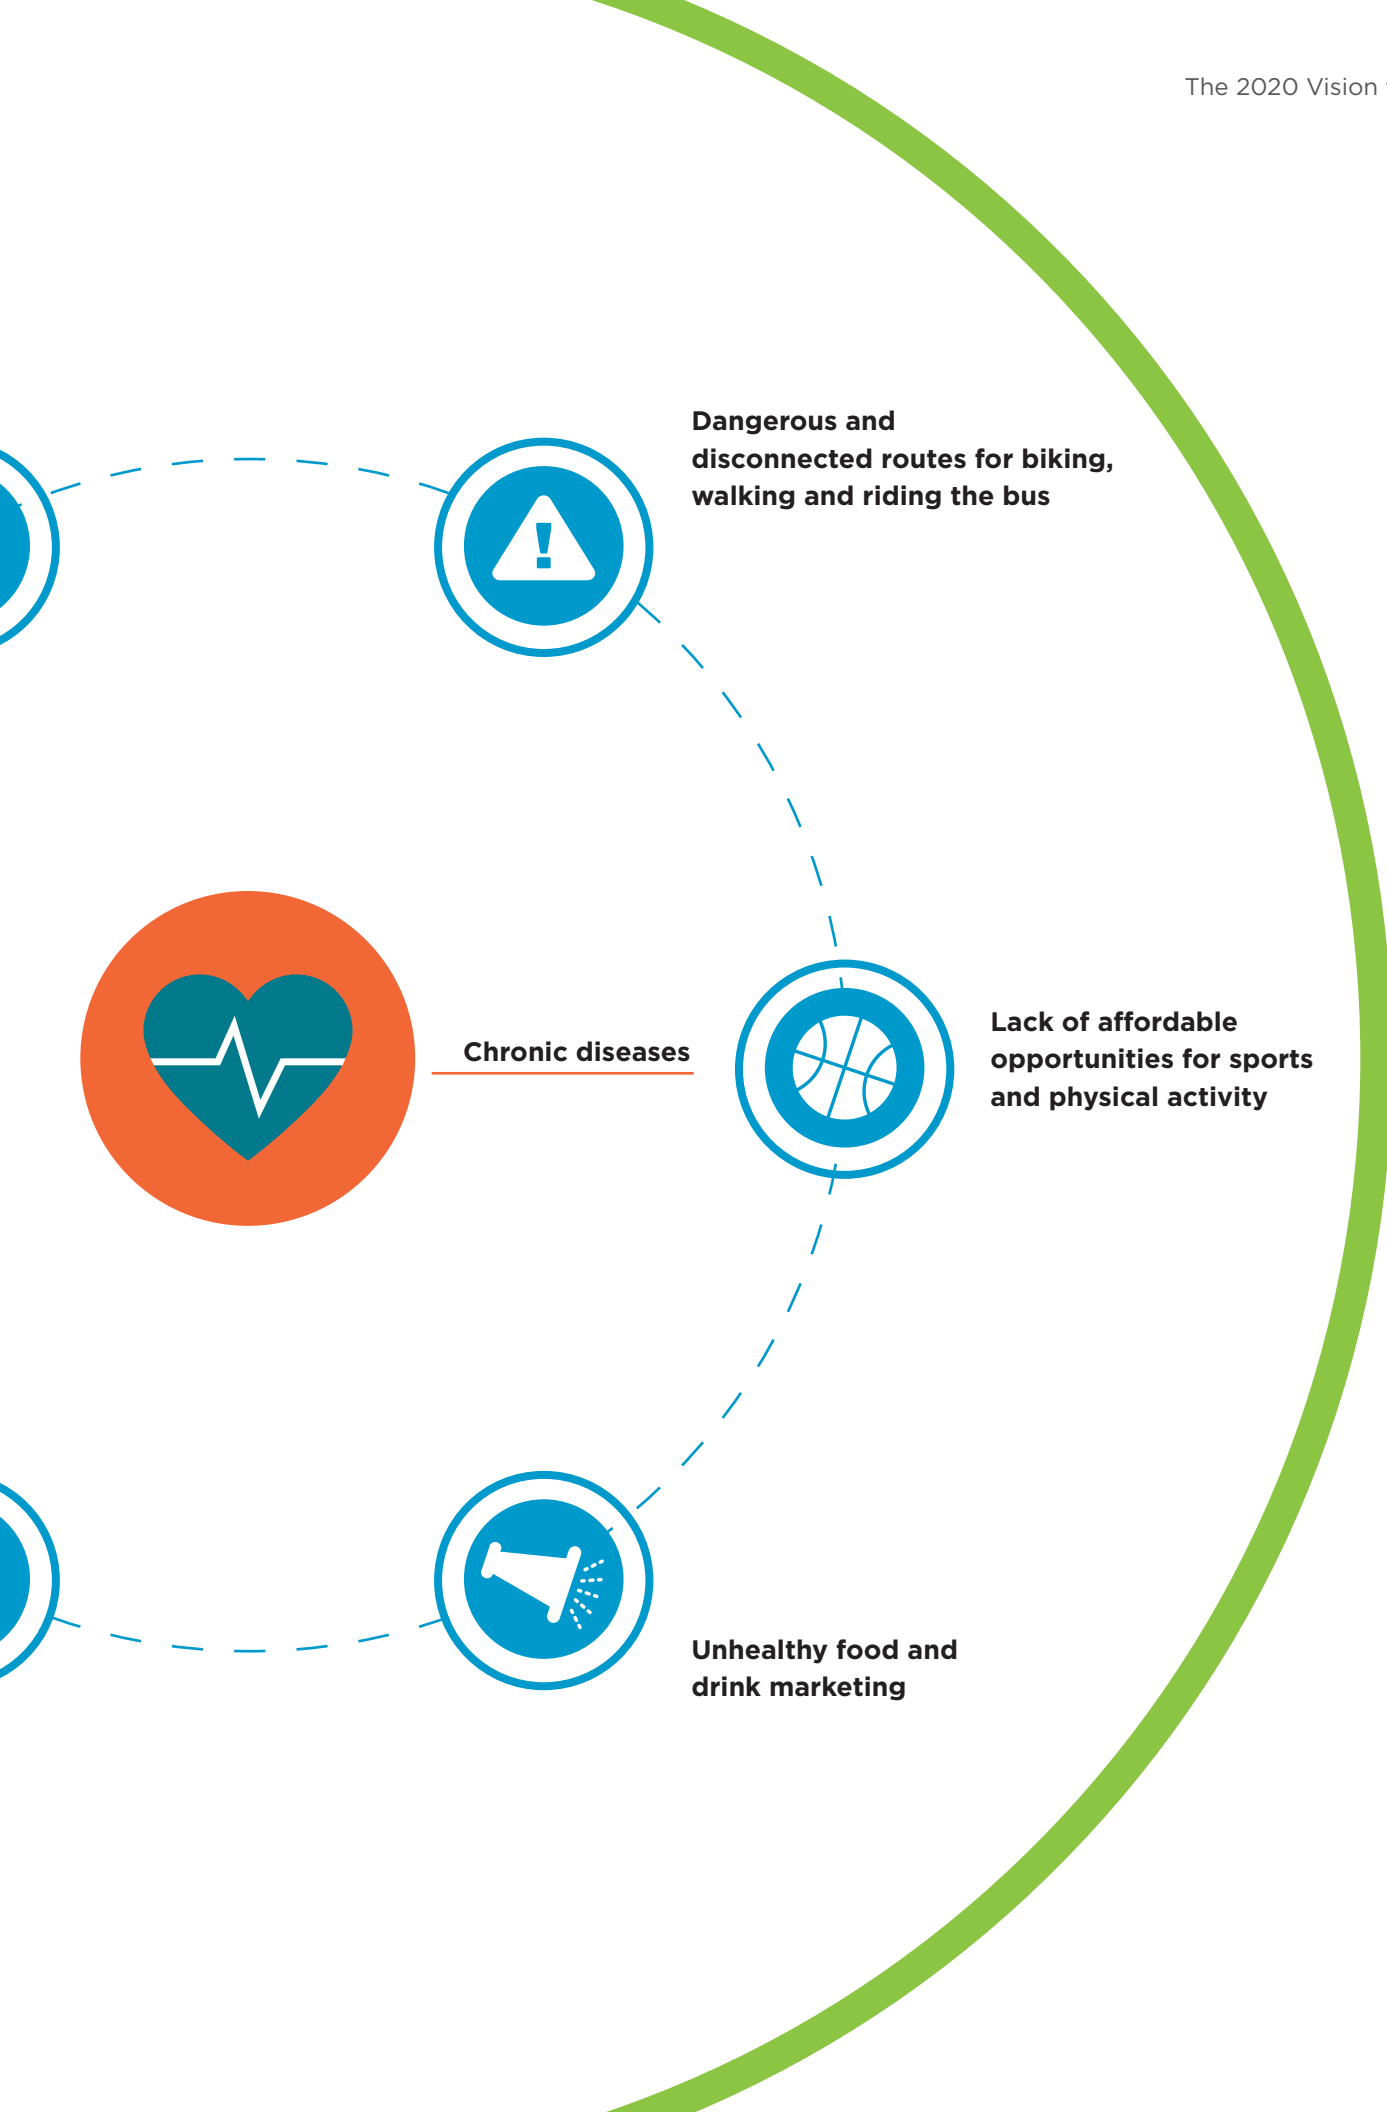 The 2020 Vision
Dangerous and
disconnected routes for biking,
walking and riding the bus
Chronic diseases
Lack of affordable
opportunities for sports
and physical activity
Unhealthy food and
drink marketing